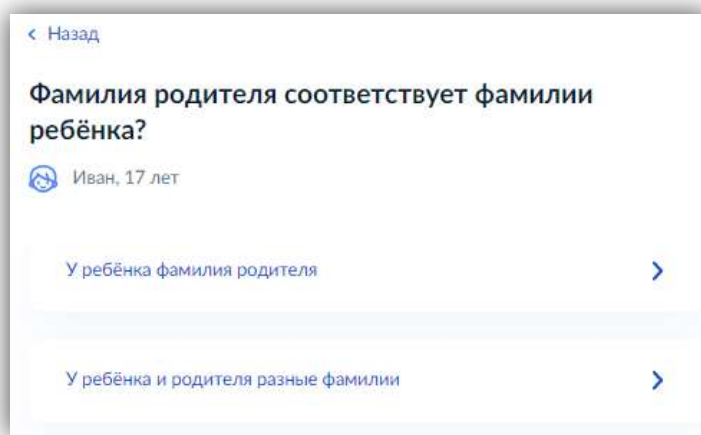 Назад
Фамилия родителя соответствует фамилии
ребёнка?
Иван, 17 лет
У ребёнка фамилия родителя
У ребёнка и родителя разные фамилии